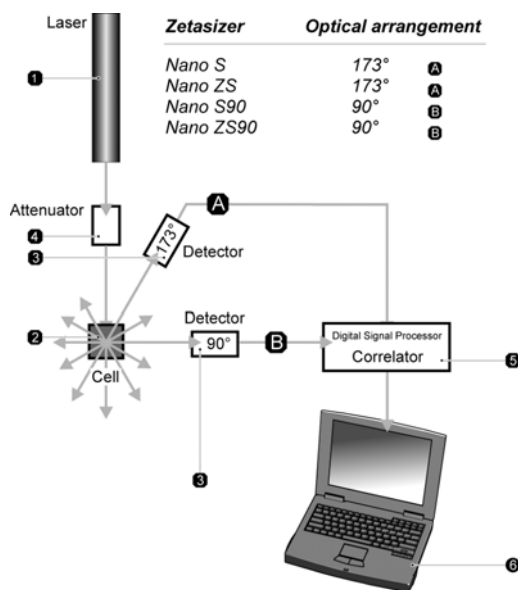 Laser
Zetasizer Optical arrangement
Nano S 173° A
Nano ZS 173° A
Nano S90 90° B
Nano ZS90 90° B
1
A
Attenuator
4
173°
3
Detector
Detector
2
90°
B
Digital Signal Processor
Correlator
5
Cell
3
6